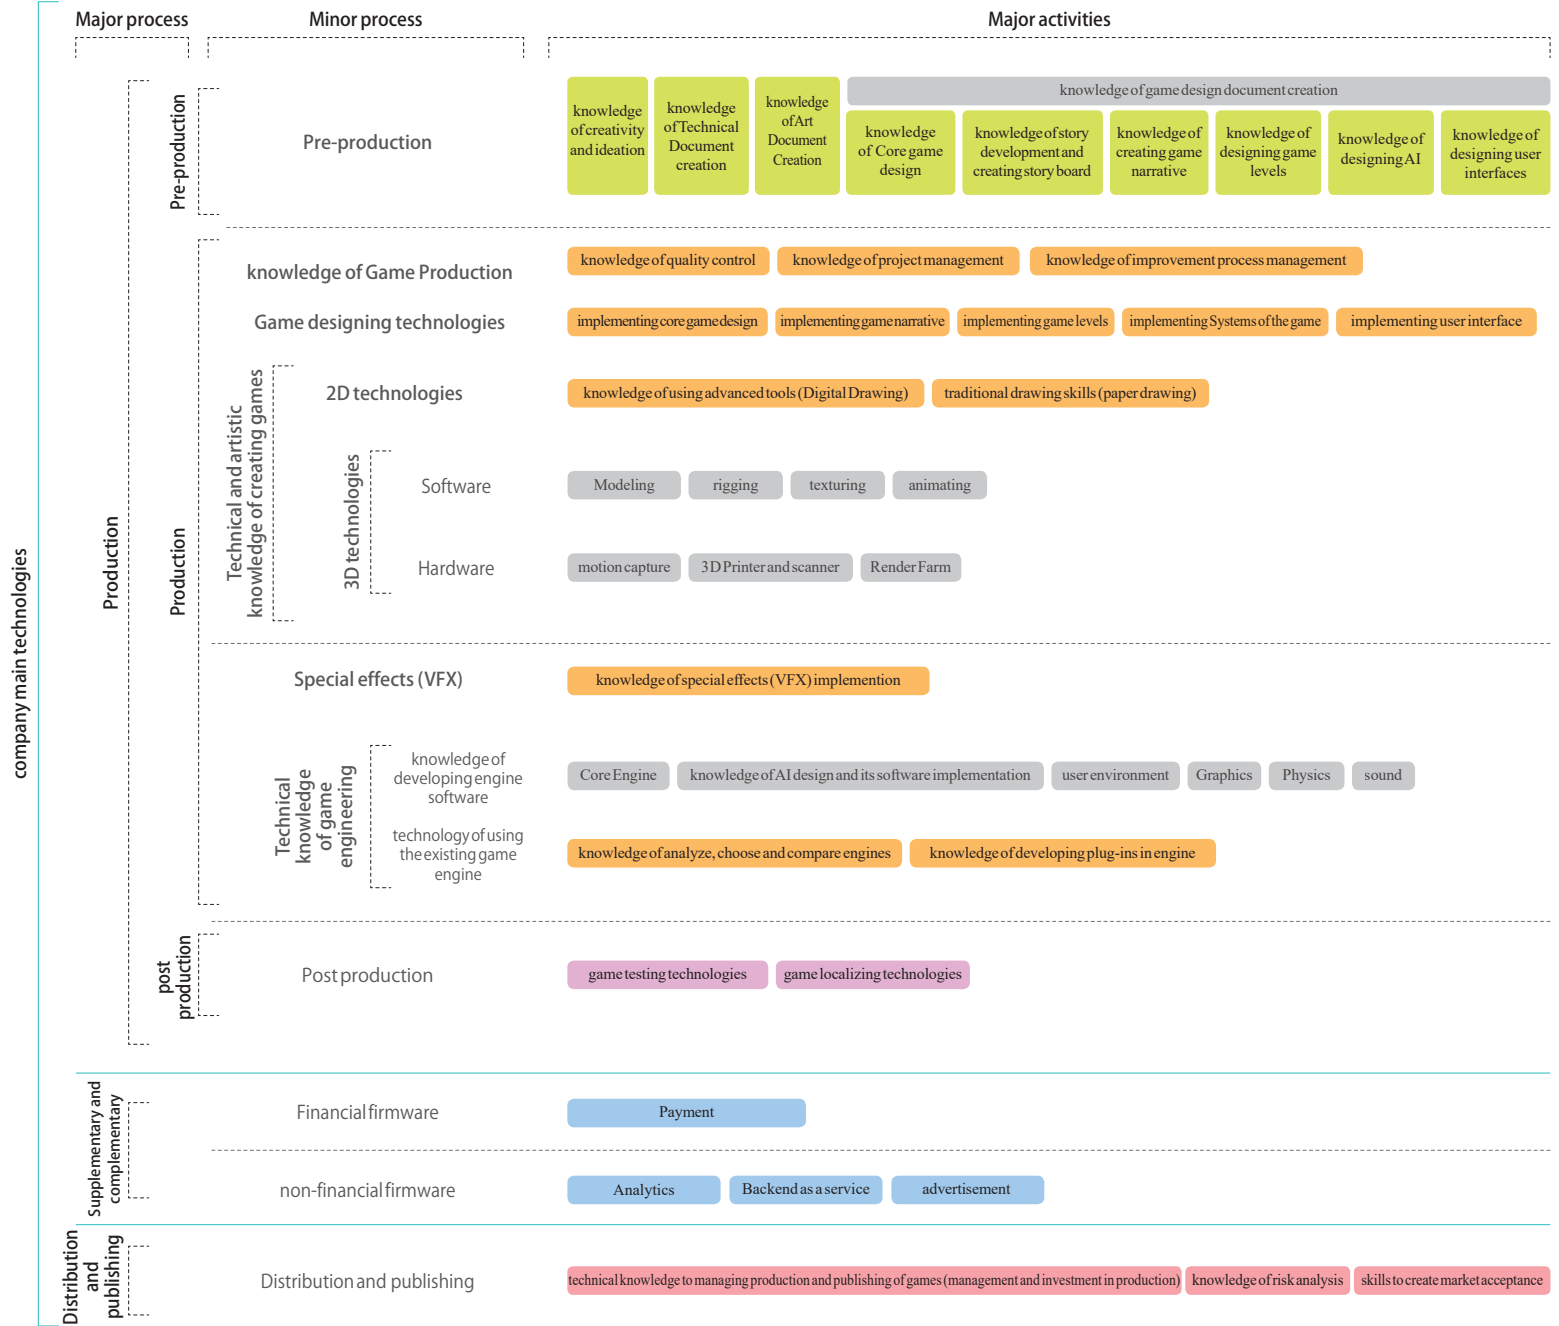 Major process
Minor process
Major activities
company main technologies
Production
Pre-production
Pre-production
knowledge
of creativity
and ideation
knowledge
of Technical
Document
creation
knowledge
of Art
Document
Creation
knowledge of game design document creation
knowledge
of Core game
design
knowledge of story
development and
creating story board
knowledge of
creating game
narrative
knowledge of
designing game
levels
knowledge of
designing AI
knowledge of
designing user
interfaces
Production
knowledge of Game Production
knowledge of quality control
knowledge of project management
knowledge of improvement process management
Game designing technologies
implementing core game design
implementing game narrative
implementing game levels
implementing Systems of the game
implementing user interface
Technical and artistic
knowledge of creating games
2D technologies
knowledge of using advanced tools (Digital Drawing)
traditional drawing skills (paper drawing)
3D technologies
Software
Modeling
rigging
texturing
animating
Hardware
motion capture
3D Printer and scanner
Render Farm
Special effects (VFX)
knowledge of special effects (VFX) implemention
Technical
knowledge
of game
engineering
knowledge of
developing engine
software
Core Engine
knowledge of AI design and its software implementation
user environment
Graphics
Physics
sound
technology of using
the existing game
engine
knowledge of analyze, choose and compare engines
knowledge of developing plug-ins in engine
post
production
Post production
game testing technologies
game localizing technologies
Supplementary and
complementary
Financial firmware
Payment
non-financial firmware
Analytics
Backend as a service
advertisement
Distribution
and
publishing
Distribution and publishing
technical knowledge to managing production and publishing of games (management and investment in production)
knowledge of risk analysis
skills to create market acceptance